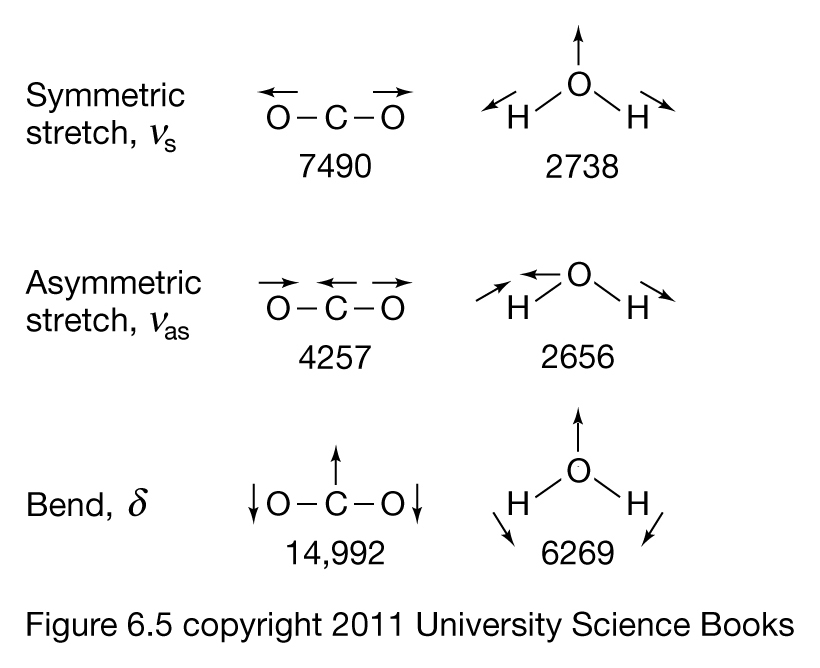 Symmetric
stretch, νs
O–C–O
7490
O
H H
2738
Asymmetric
stretch, νas
O–C–O
4257
O
H H
2656
Bend, δ
O–C–O
14,992
O
H H
6269
Figure 6.5 copyright 2011 University Science Books